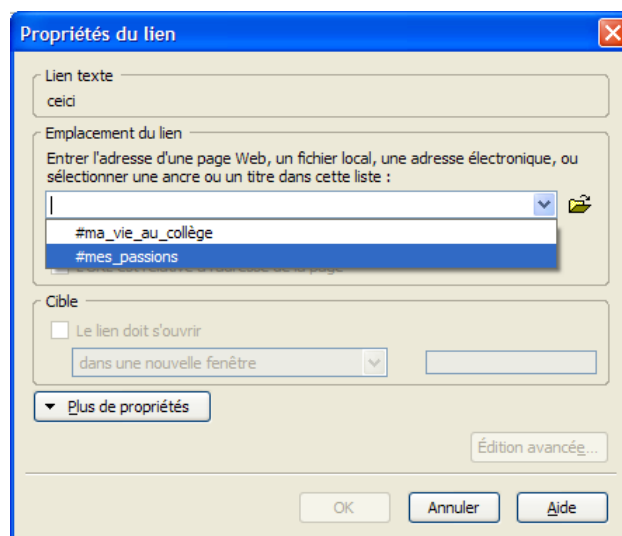 Propriétés du lien
Lien texte
ceici
Emplacement du lien
Entrer l'adresse d'une page Web, un fichier local, une adresse électronique, ou
sélectionner une ancre ou un titre dans cette liste :
#ma_vie_au_collège
#mes_passions
Cible
Le lien doit s'ouvrir
dans une nouvelle fenêtre
Plus de propriétés
Édition avancée...
OK
Annuler
Aide